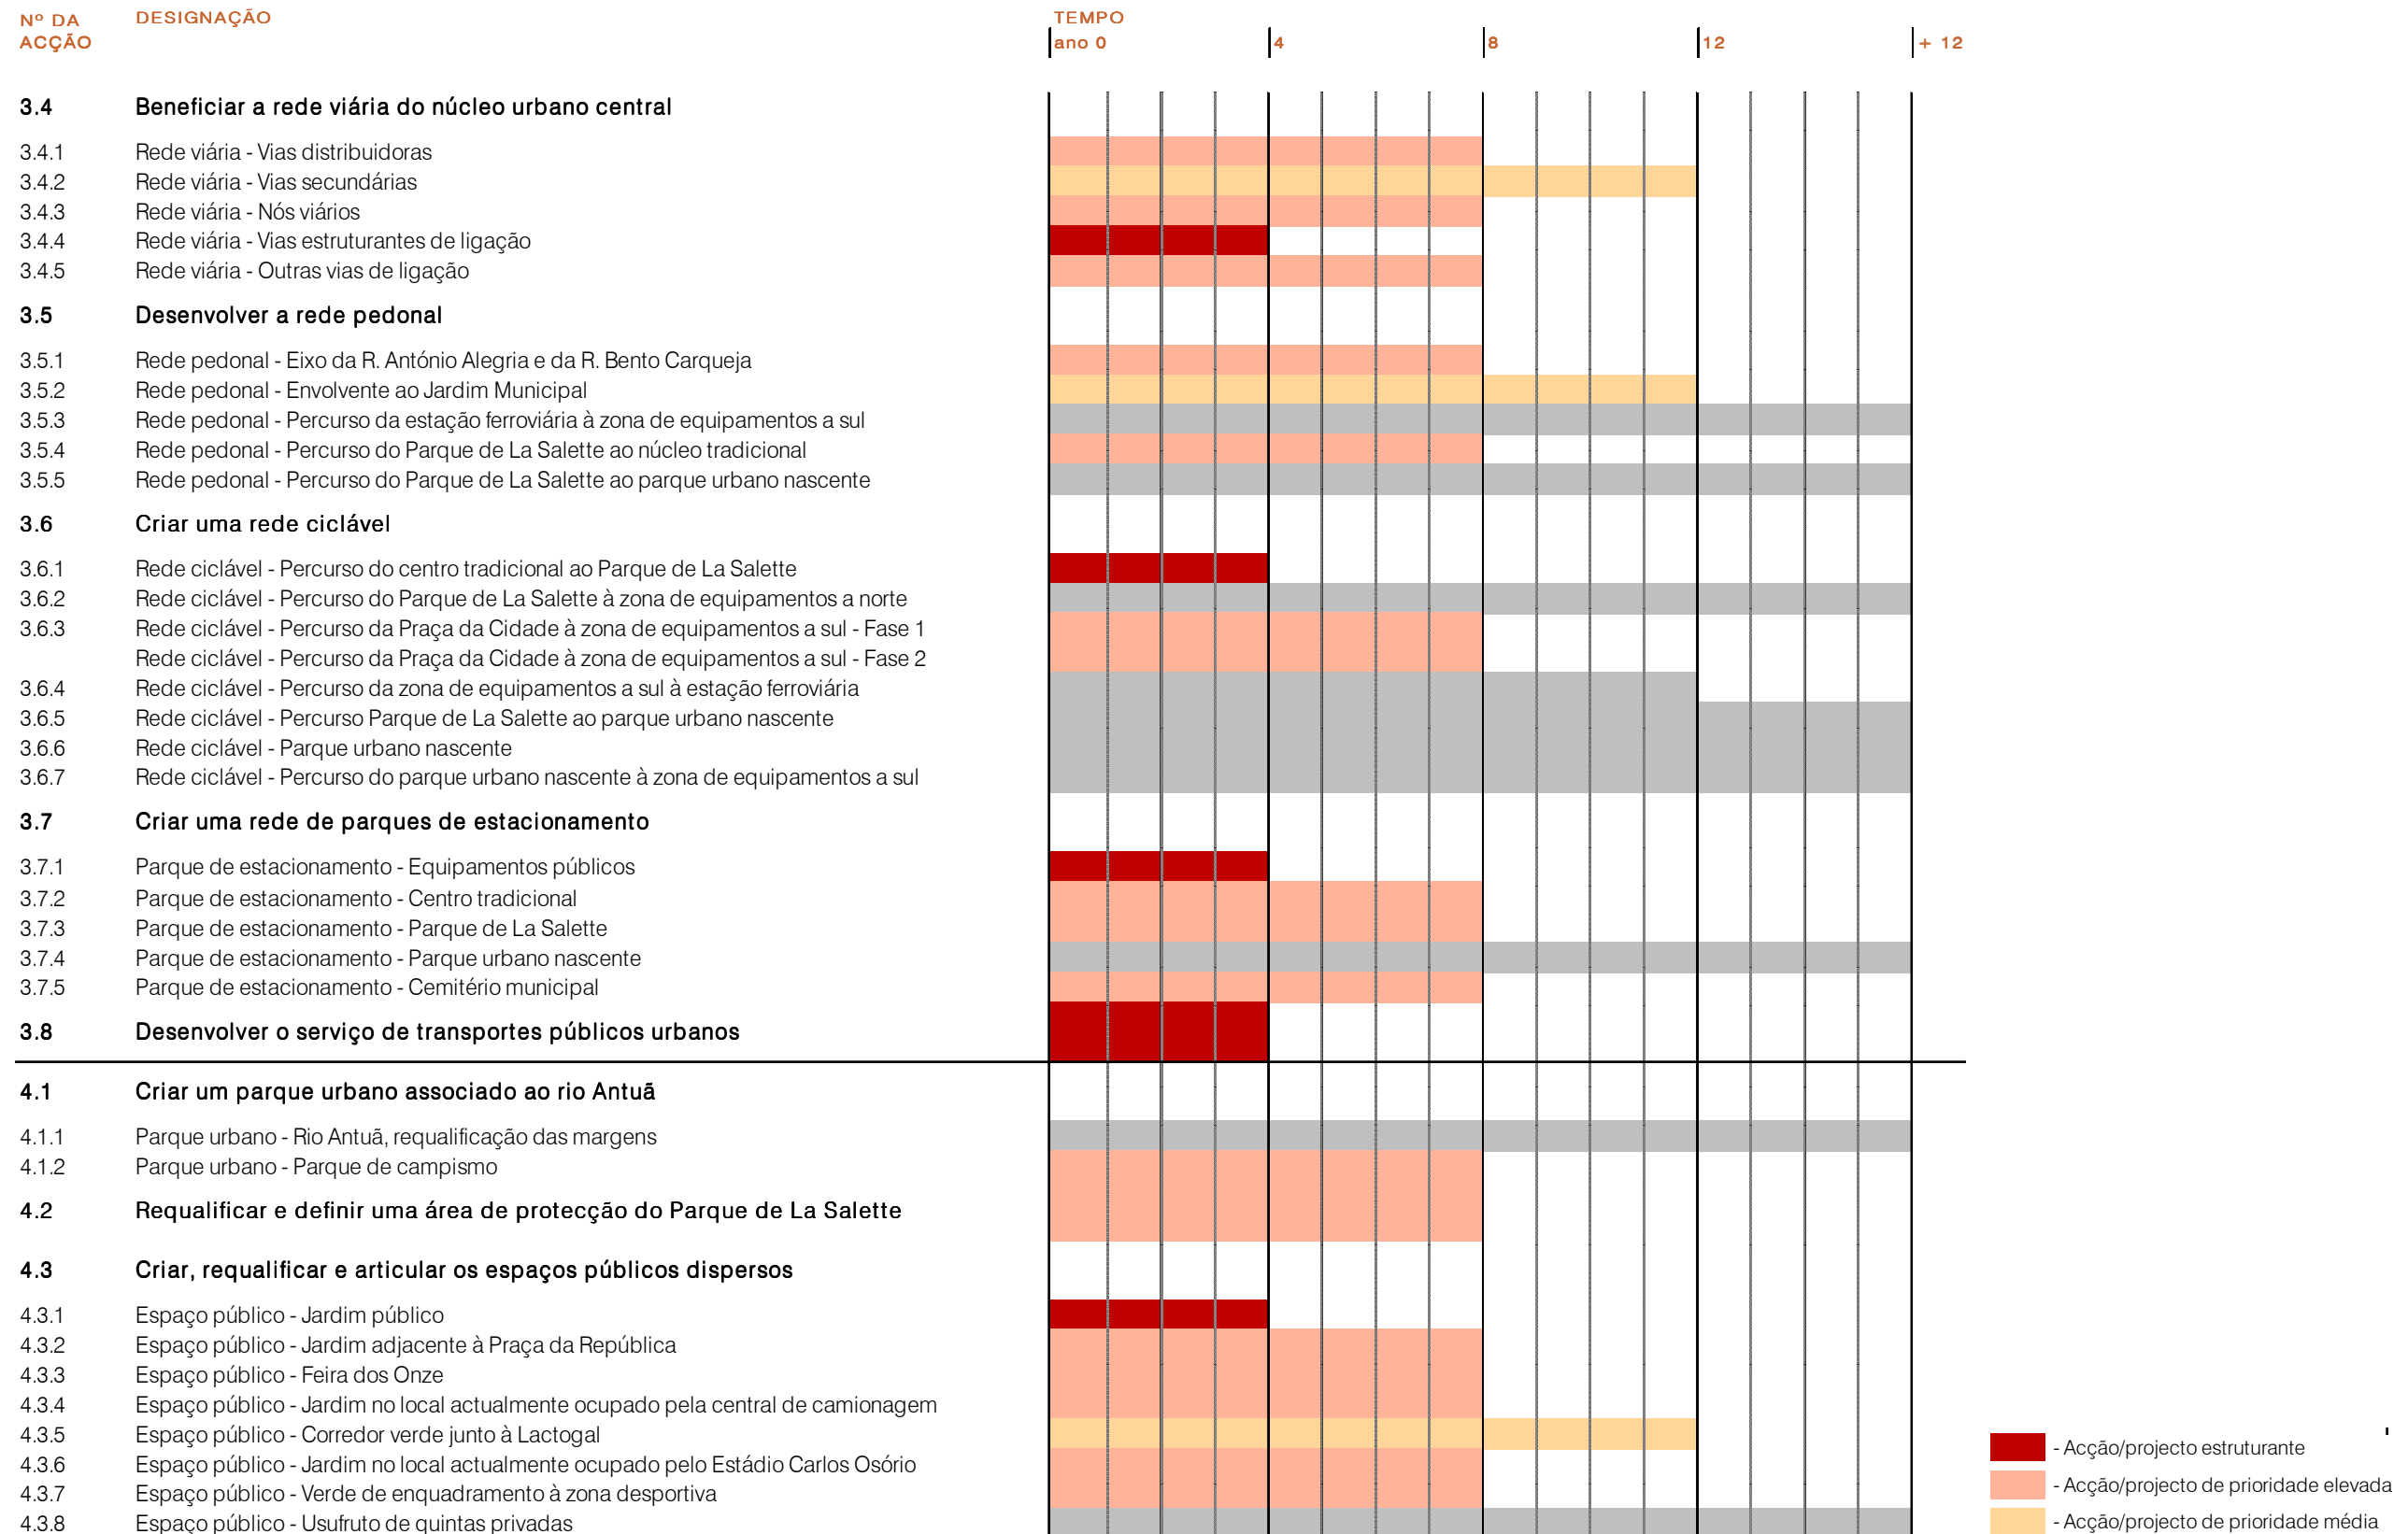 Nº DA ACÇÃO DESIGNAÇÃO TEMPO
ano 0 4 8 12 + 12
3.4 Beneficiar a rede viária do núcleo urbano central
3.4.1 Rede viária - Vias distribuidoras
3.4.2 Rede viária - Vias secundárias
3.4.3 Rede viária - Nós viários
3.4.4 Rede viária - Vias estruturantes de ligação
3.4.5 Rede viária - Outras vias de ligação
3.5 Desenvolver a rede pedonal
3.5.1 Rede pedonal - Eixo da R. António Alegria e da R. Bento Carqueja
3.5.2 Rede pedonal - Envolvente ao Jardim Municipal
3.5.3 Rede pedonal - Percurso da estação ferroviária à zona de equipamentos a sul
3.5.4 Rede pedonal - Percurso do Parque de La Salette ao núcleo tradicional
3.5.5 Rede pedonal - Percurso do Parque de La Salette ao parque urbano nascente
3.6 Criar uma rede ciclável
3.6.1 Rede ciclável - Percurso do centro tradicional ao Parque de La Salette
3.6.2 Rede ciclável - Percurso do Parque de La Salette à zona de equipamentos a norte
3.6.3 Rede ciclável - Percurso da Praça da Cidade à zona de equipamentos a sul - Fase 1
Rede ciclável - Percurso da Praça da Cidade à zona de equipamentos a sul - Fase 2
3.6.4 Rede ciclável - Percurso da zona de equipamentos a sul à estação ferroviária
3.6.5 Rede ciclável - Percurso Parque de La Salette ao parque urbano nascente
3.6.6 Rede ciclável - Parque urbano nascente
3.6.7 Rede ciclável - Percurso do parque urbano nascente à zona de equipamentos a sul
3.7 Criar uma rede de parques de estacionamento
3.7.1 Parque de estacionamento - Equipamentos públicos
3.7.2 Parque de estacionamento - Centro tradicional
3.7.3 Parque de estacionamento - Parque de La Salette
3.7.4 Parque de estacionamento - Parque urbano nascente
3.7.5 Parque de estacionamento - Cemitério municipal
3.8 Desenvolver o serviço de transportes públicos urbanos
4.1 Criar um parque urbano associado ao rio Antuã
4.1.1 Parque urbano - Rio Antuã, requalificação das margens
4.1.2 Parque urbano - Parque de campismo
4.2 Requalificar e definir uma área de protecção do Parque de La Salette
4.3 Criar, requalificar e articular os espaços públicos dispersos
4.3.1 Espaço público - Jardim público
4.3.2 Espaço público - Jardim adjacente à Praça da República
4.3.3 Espaço público - Feira dos Onze
4.3.4 Espaço público - Jardim no local actualmente ocupado pela central de camionagem
4.3.5 Espaço público - Corredor verde junto à Lactogal
4.3.6 Espaço público - Jardim no local actualmente ocupado pelo Estádio Carlos Osório
4.3.7 Espaço público - Verde de enquadramento à zona desportiva
4.3.8 Espaço público - Usufruto de quintas privadas
- Acção/projecto estruturante
- Acção/projecto de prioridade elevada
- Acção/projecto de prioridade média